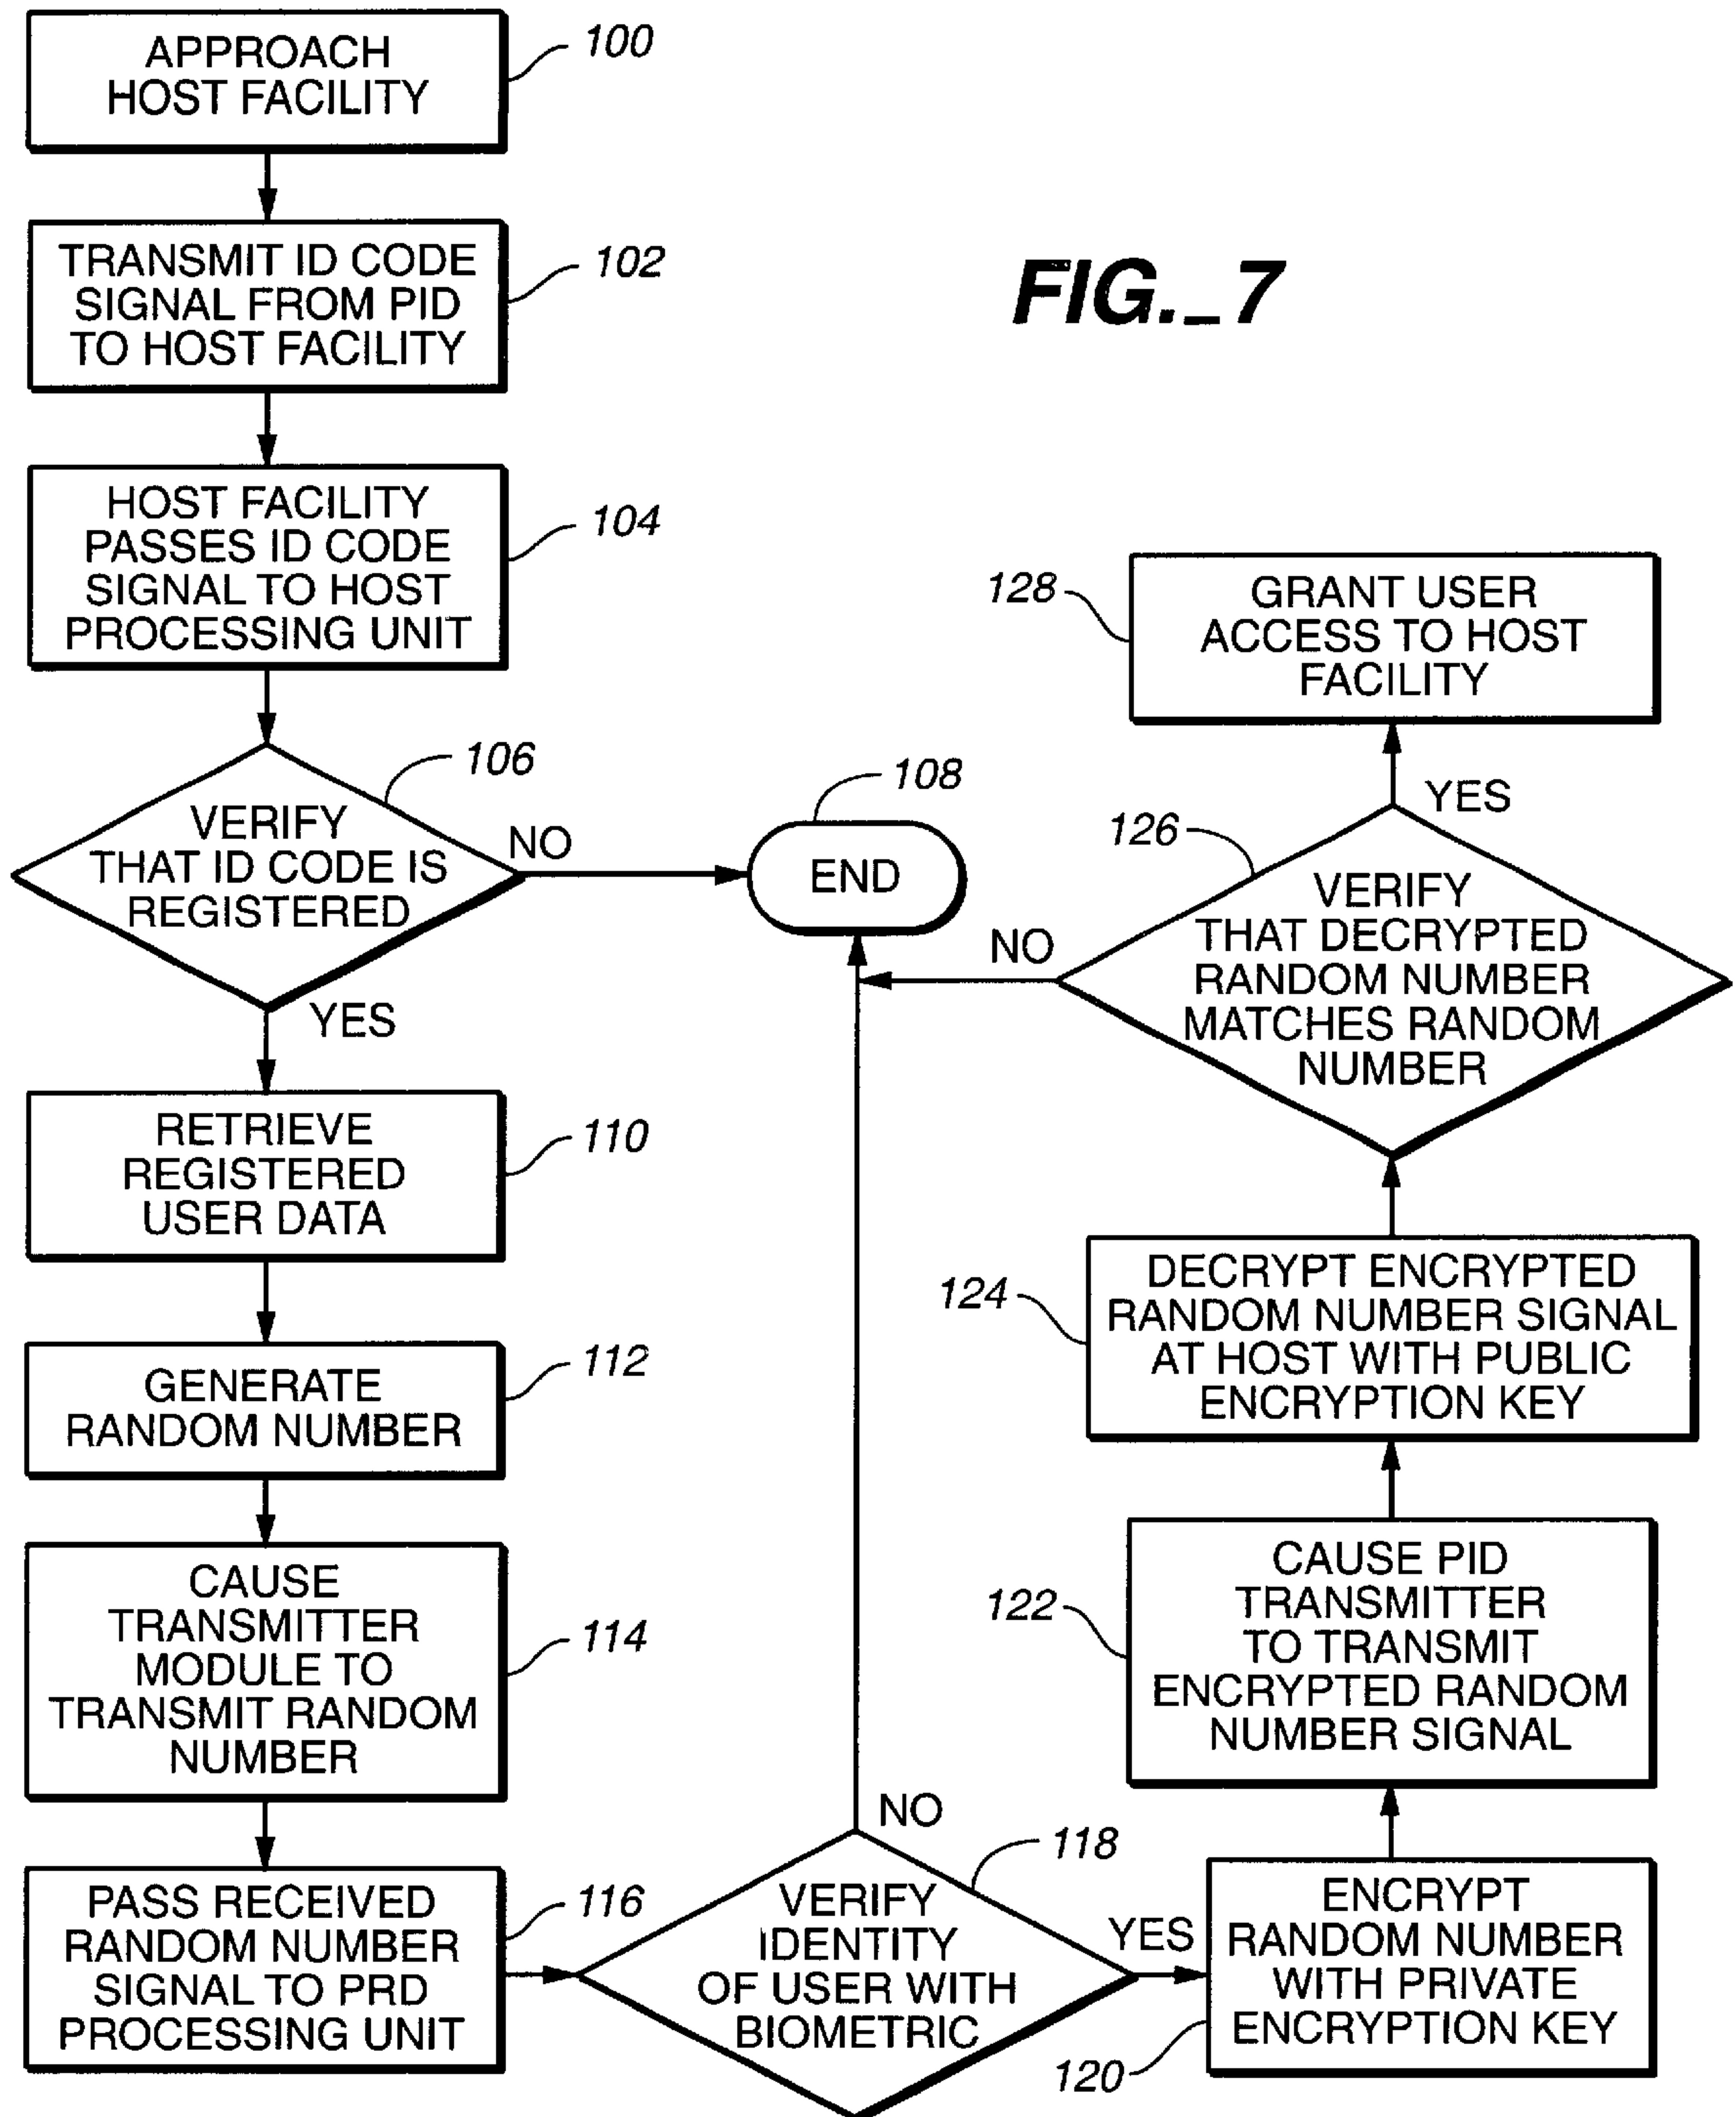 APPROACH
HOST FACILITY
100
TRANSMIT ID CODE
SIGNAL FROM PID
TO HOST FACILITY
102
FIG._7
HOST FACILITY
PASSES ID CODE
SIGNAL TO HOST
PROCESSING UNIT
104
VERIFY
THAT ID CODE IS
REGISTERED
106
NO
YES
END
108
RETRIEVE
REGISTERED
USER DATA
110
GENERATE
RANDOM NUMBER
112
CAUSE
TRANSMITTER
MODULE TO
TRANSMIT RANDOM
NUMBER
114
PASS RECEIVED
RANDOM NUMBER
SIGNAL TO PRD
PROCESSING UNIT
116
VERIFY
IDENTITY
OF USER WITH
BIOMETRIC
118
NO
YES
ENCRYPT
RANDOM NUMBER
WITH PRIVATE
ENCRYPTION KEY
120
CAUSE PID
TRANSMITTER
TO TRANSMIT
ENCRYPTED RANDOM
NUMBER SIGNAL
122
DECRYPT ENCRYPTED
RANDOM NUMBER SIGNAL
AT HOST WITH PUBLIC
ENCRYPTION KEY
124
VERIFY
THAT DECRYPTED
RANDOM NUMBER
MATCHES RANDOM
NUMBER
126
NO
YES
GRANT USER
ACCESS TO HOST
FACILITY
128